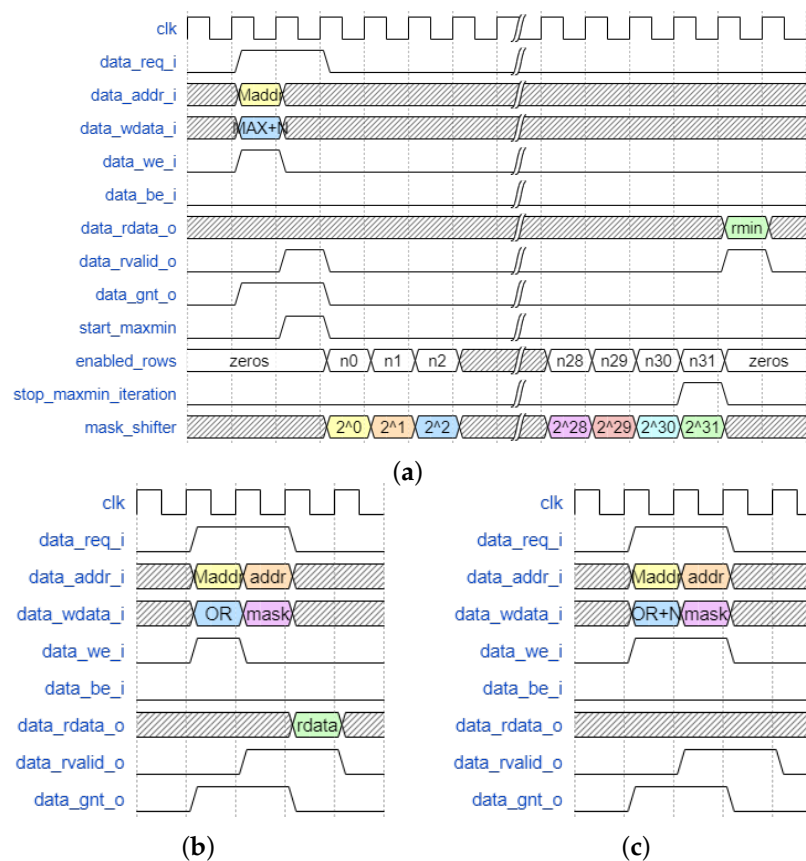 clk
data_req_i
data_addr_i Maddr
data_wdata_i MAX+N
data_we_i
data_be_i
data_rdata_o rmin
data_rvalid_o
data_gnt_o
start_maxmin
enabled_rows zeros n0 n1 n2 n28 n29 n30 n31 zeros
stop_maxmin_iteration
mask_shifter 2^0 2^1 2^2 2^28 2^29 2^30 2^31
(a)
clk
data_req_i
data_addr_i Maddr addr
data_wdata_i OR mask
data_we_i
data_be_i
data_rdata_o rdata
data_rvalid_o
data_gnt_o
(b)
clk
data_req_i
data_addr_i Maddr addr
data_wdata_i OR+N mask
data_we_i
data_be_i
data_rdata_o
data_rvalid_o
data_gnt_o
(c)